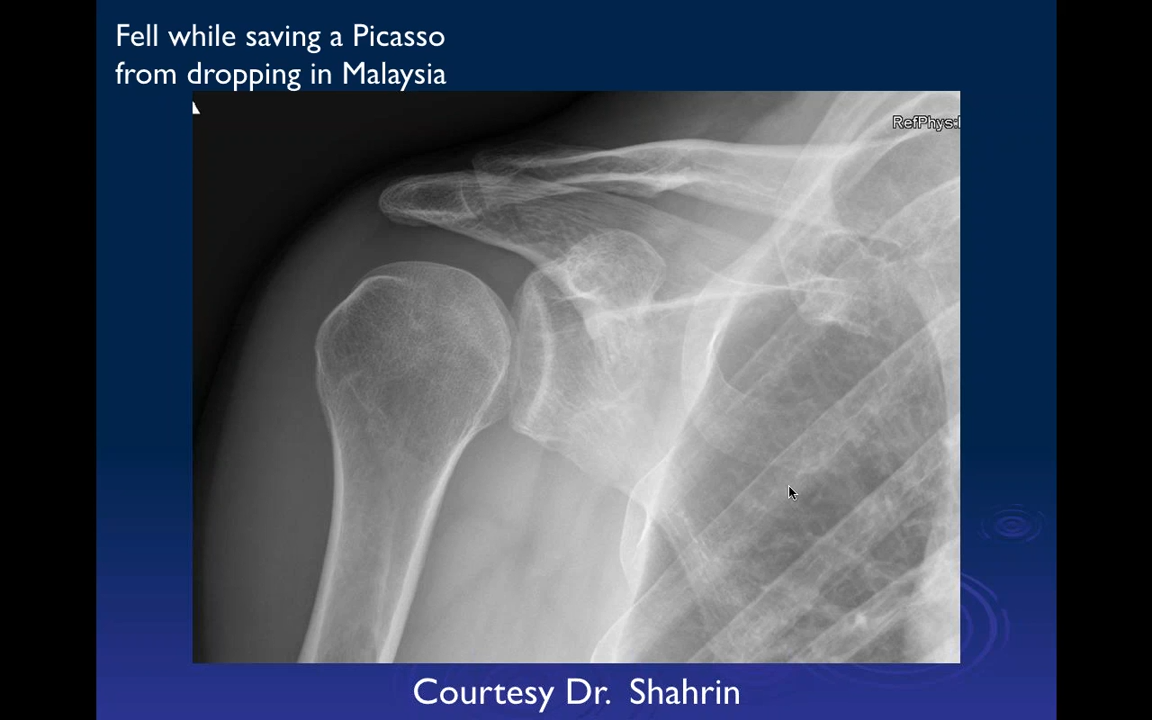 Fell while saving a Picasso
from dropping in Malaysia
RefPhys:
Courtesy Dr. Shahrin